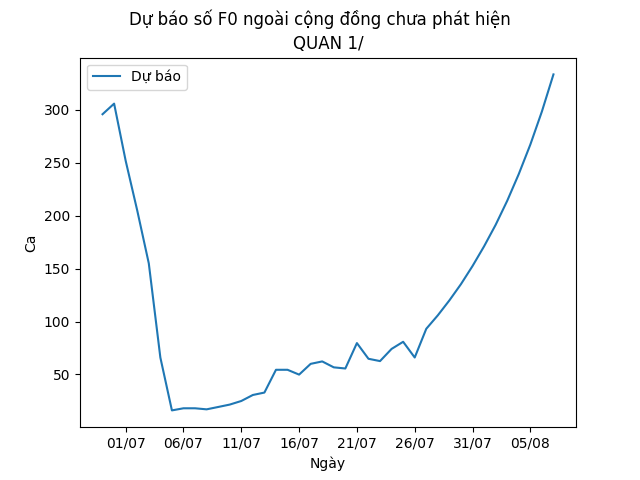 Dự báo số F0 ngoài cộng đồng chưa phát hiện
QUAN 1/
Dự báo
300
250
200
150
100
50
Ca
01/07 06/07 11/07 16/07 21/07 26/07 31/07 05/08
Ngày